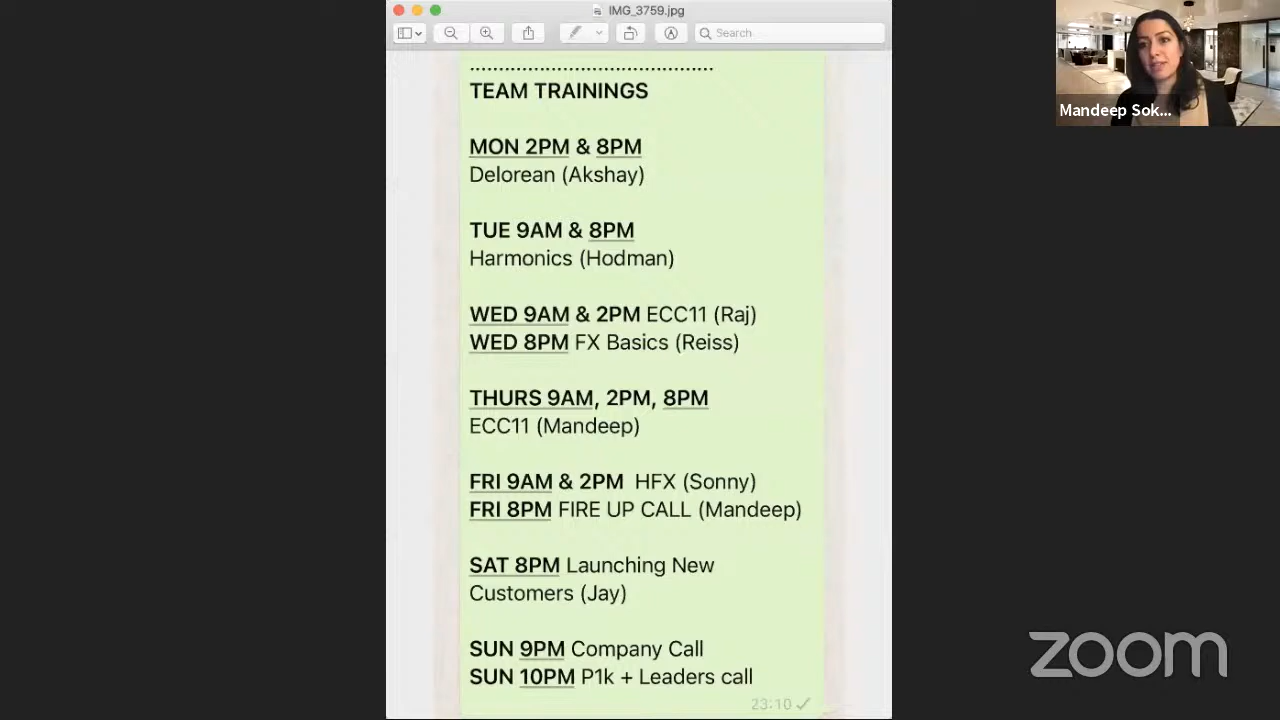 IMG_3759.jpg
Search
TEAM TRAININGS
MON 2PM & 8PM
Delorean (Akshay)
TUE 9AM & 8PM
Harmonics (Hodman)
WED 9AM & 2PM ECC11 (Raj)
WED 8PM FX Basics (Reiss)
THURS 9AM, 2PM, 8PM
ECC11 (Mandeep)
FRI 9AM & 2PM  HFX (Sonny)
FRI 8PM FIRE UP CALL (Mandeep)
SAT 8PM Launching New
Customers (Jay)
SUN 9PM Company Call
SUN 10PM P1k + Leaders call
23:10
Mandeep Sok...
zoom